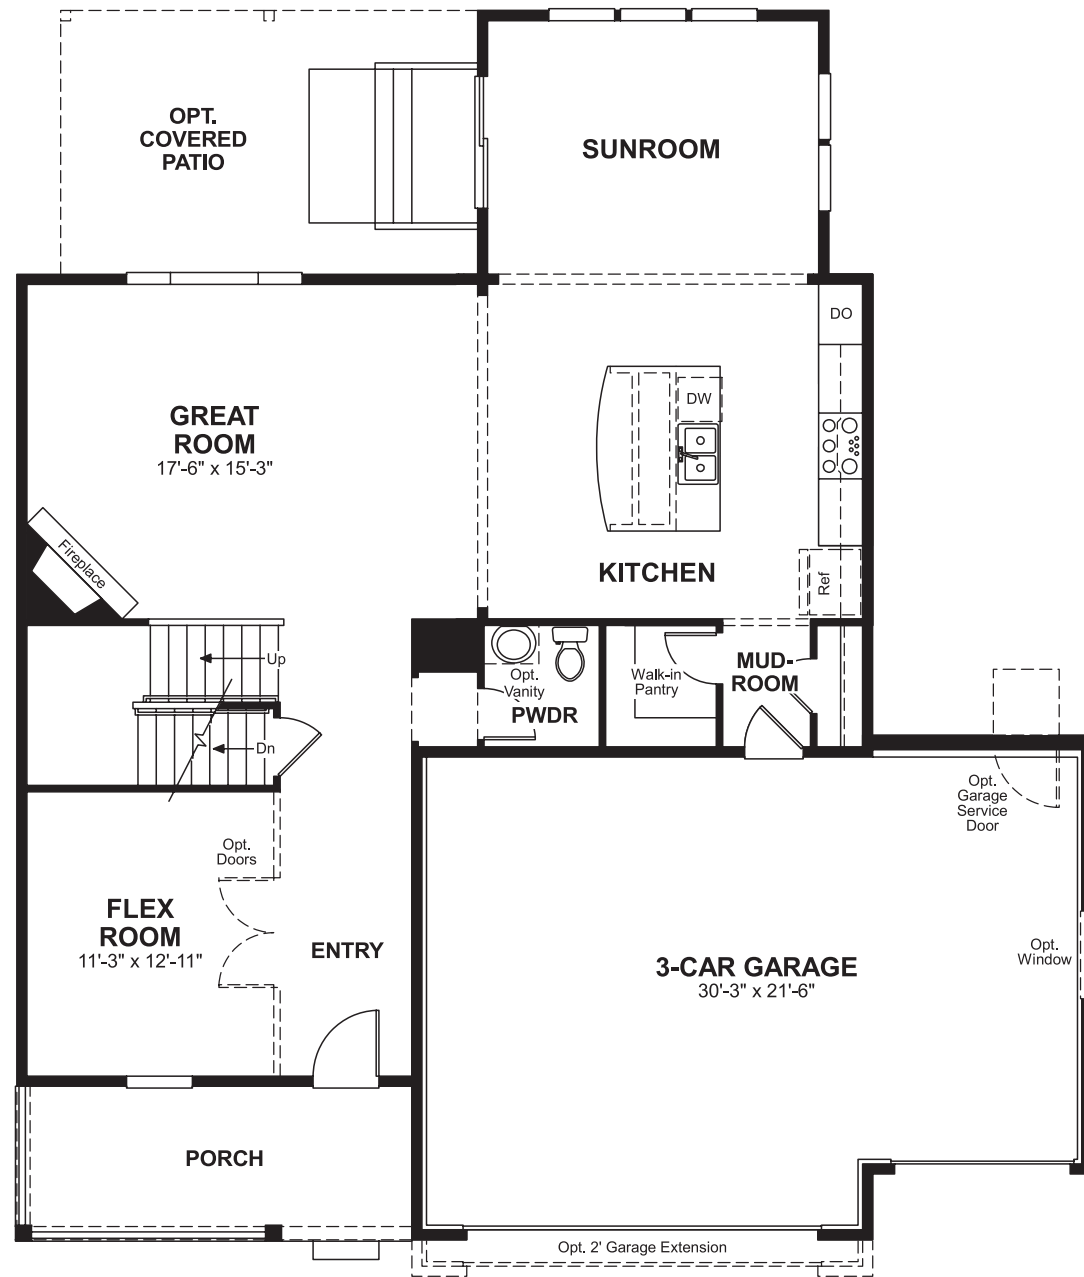 OPT.
COVERED
PATIO
SUNROOM
DO
GREAT
ROOM
17'-6" x 15'-3"
DW
Fireplace
KITCHEN
Ref
Up
Opt.
Vanity
PWDR
Walk-in
Pantry
MUD-
ROOM
Dn
Opt.
Garage
Service
Door
Opt.
Doors
FLEX
ROOM
11'-3" x 12'-11"
ENTRY
3-CAR GARAGE
30'-3" x 21'-6"
Opt.
Window
PORCH
Opt. 2' Garage Extension